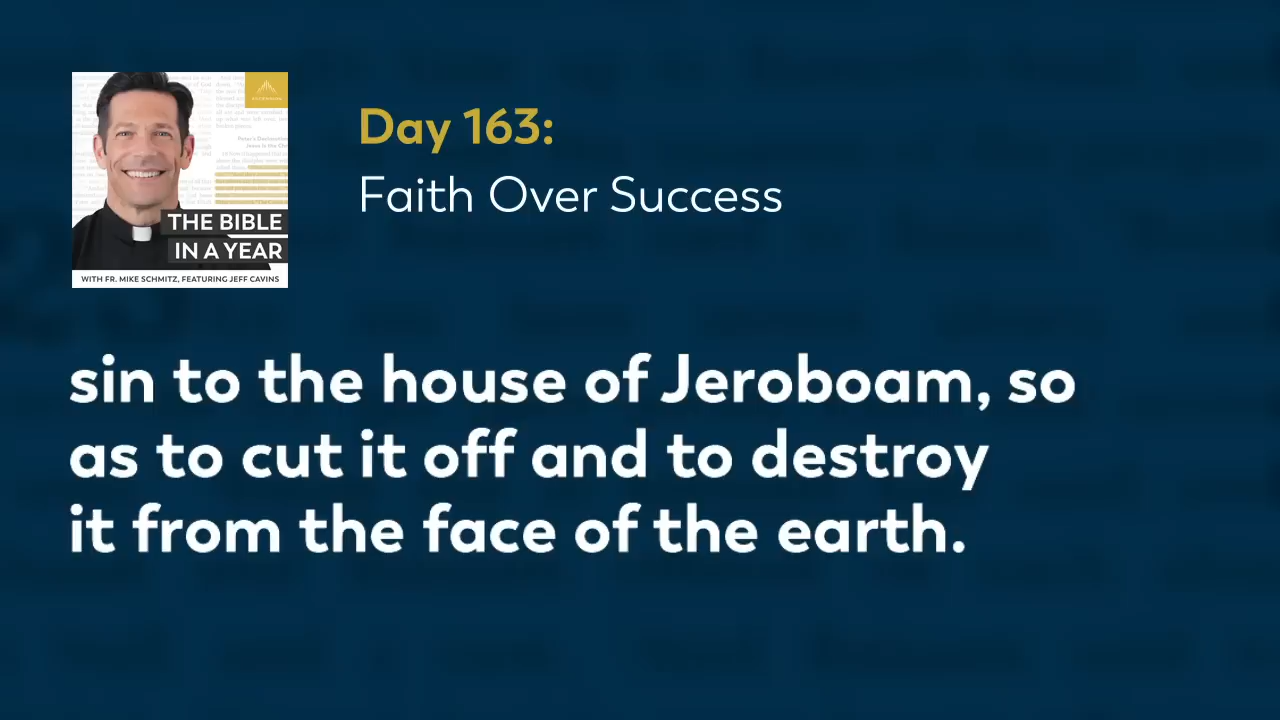 Day 163:
Faith Over Success
THE BIBLE
IN A YEAR
WITH FR. MIKE SCHMITZ, FEATURING JEFF CAVINS
sin to the house of Jeroboam, so
as to cut it off and to destroy
it from the face of the earth.